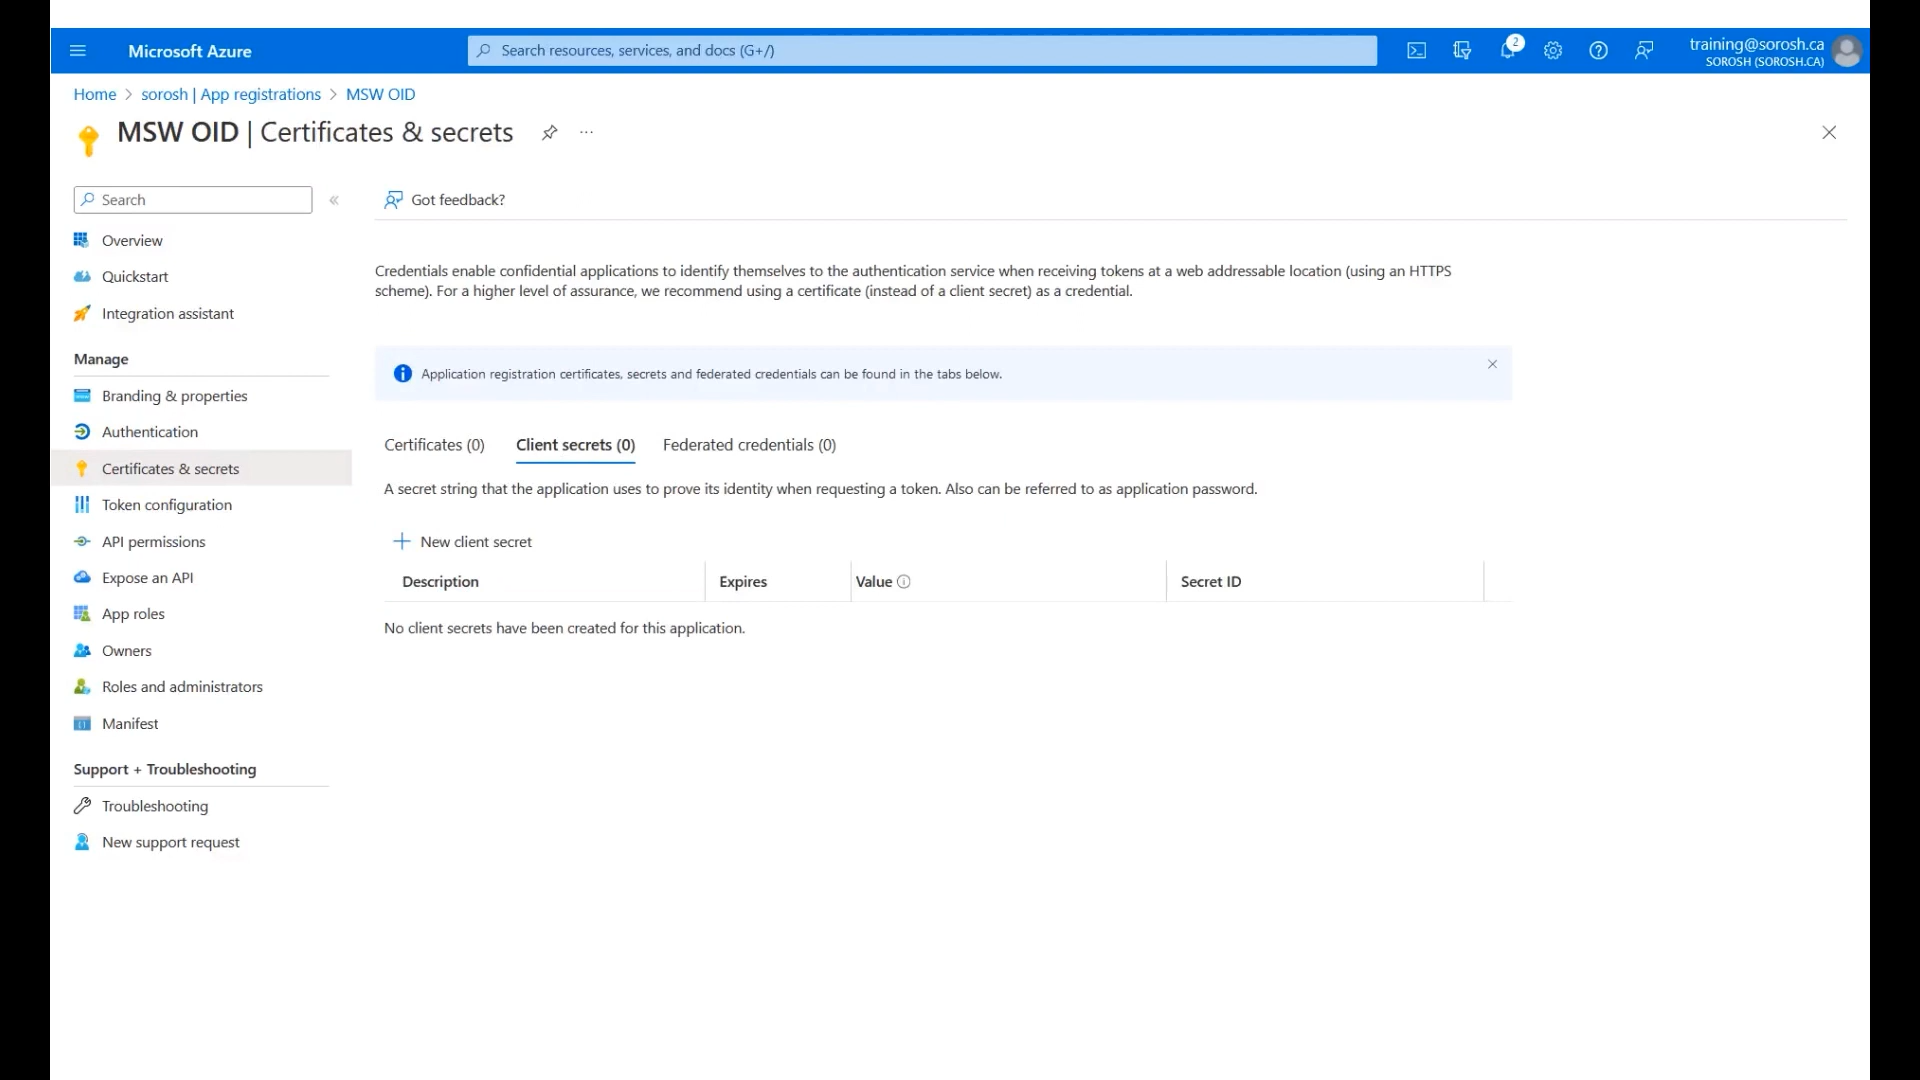 Microsoft Azure
Search resources, services, and docs (G+/)
2
training@sorosh.ca
SOROSH (SOROSH.CA)
Home > sorosh | App registrations > MSW OID
MSW OID | Certificates & secrets
...
Search
«
Got feedback?
Overview
Quickstart
Integration assistant
Manage
Branding & properties
Authentication
Certificates & secrets
Token configuration
API permissions
Expose an API
App roles
Owners
Roles and administrators
Manifest
Support + Troubleshooting
Troubleshooting
New support request
Credentials enable confidential applications to identify themselves to the authentication service when receiving tokens at a web addressable location (using an HTTPS
scheme). For a higher level of assurance, we recommend using a certificate (instead of a client secret) as a credential.
Application registration certificates, secrets and federated credentials can be found in the tabs below.
Certificates (0) Client secrets (0) Federated credentials (0)
A secret string that the application uses to prove its identity when requesting a token. Also can be referred to as application password.
New client secret
Description Expires Value Secret ID
No client secrets have been created for this application.